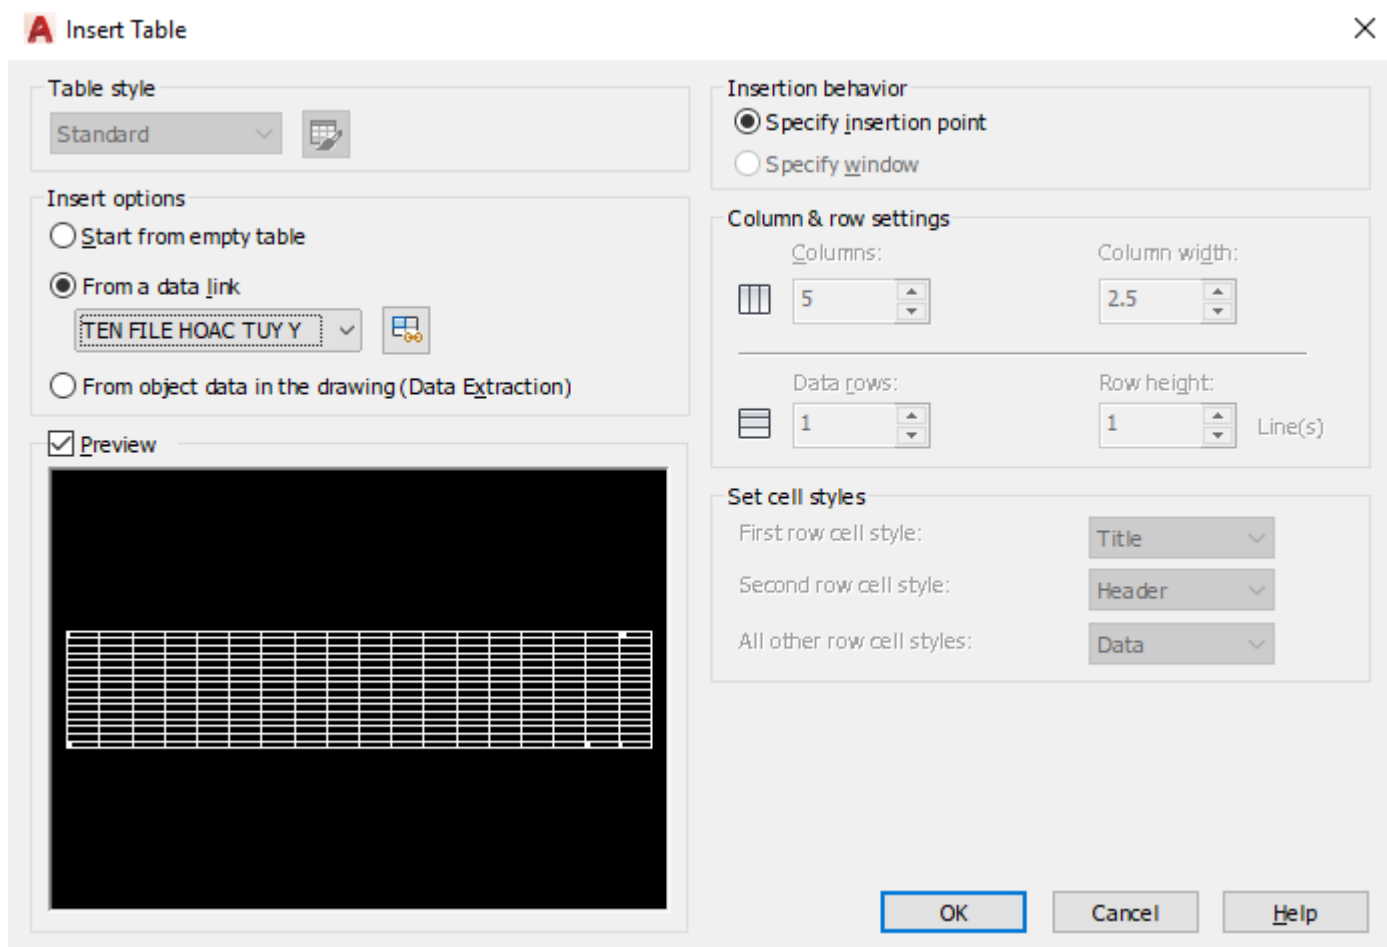 Insert Table
Table style
Standard
Insert options
Start from empty table
From a data link
TEN FILE HOAC TUY Y
From object data in the drawing (Data Extraction)
Preview
Insertion behavior
Specify insertion point
Specify window
Column & row settings
Columns: Column width:
5 2.5
Data rows: Row height:
1 1 Line(s)
Set cell styles
First row cell style: Title
Second row cell style: Header
All other row cell styles: Data
OK Cancel Help